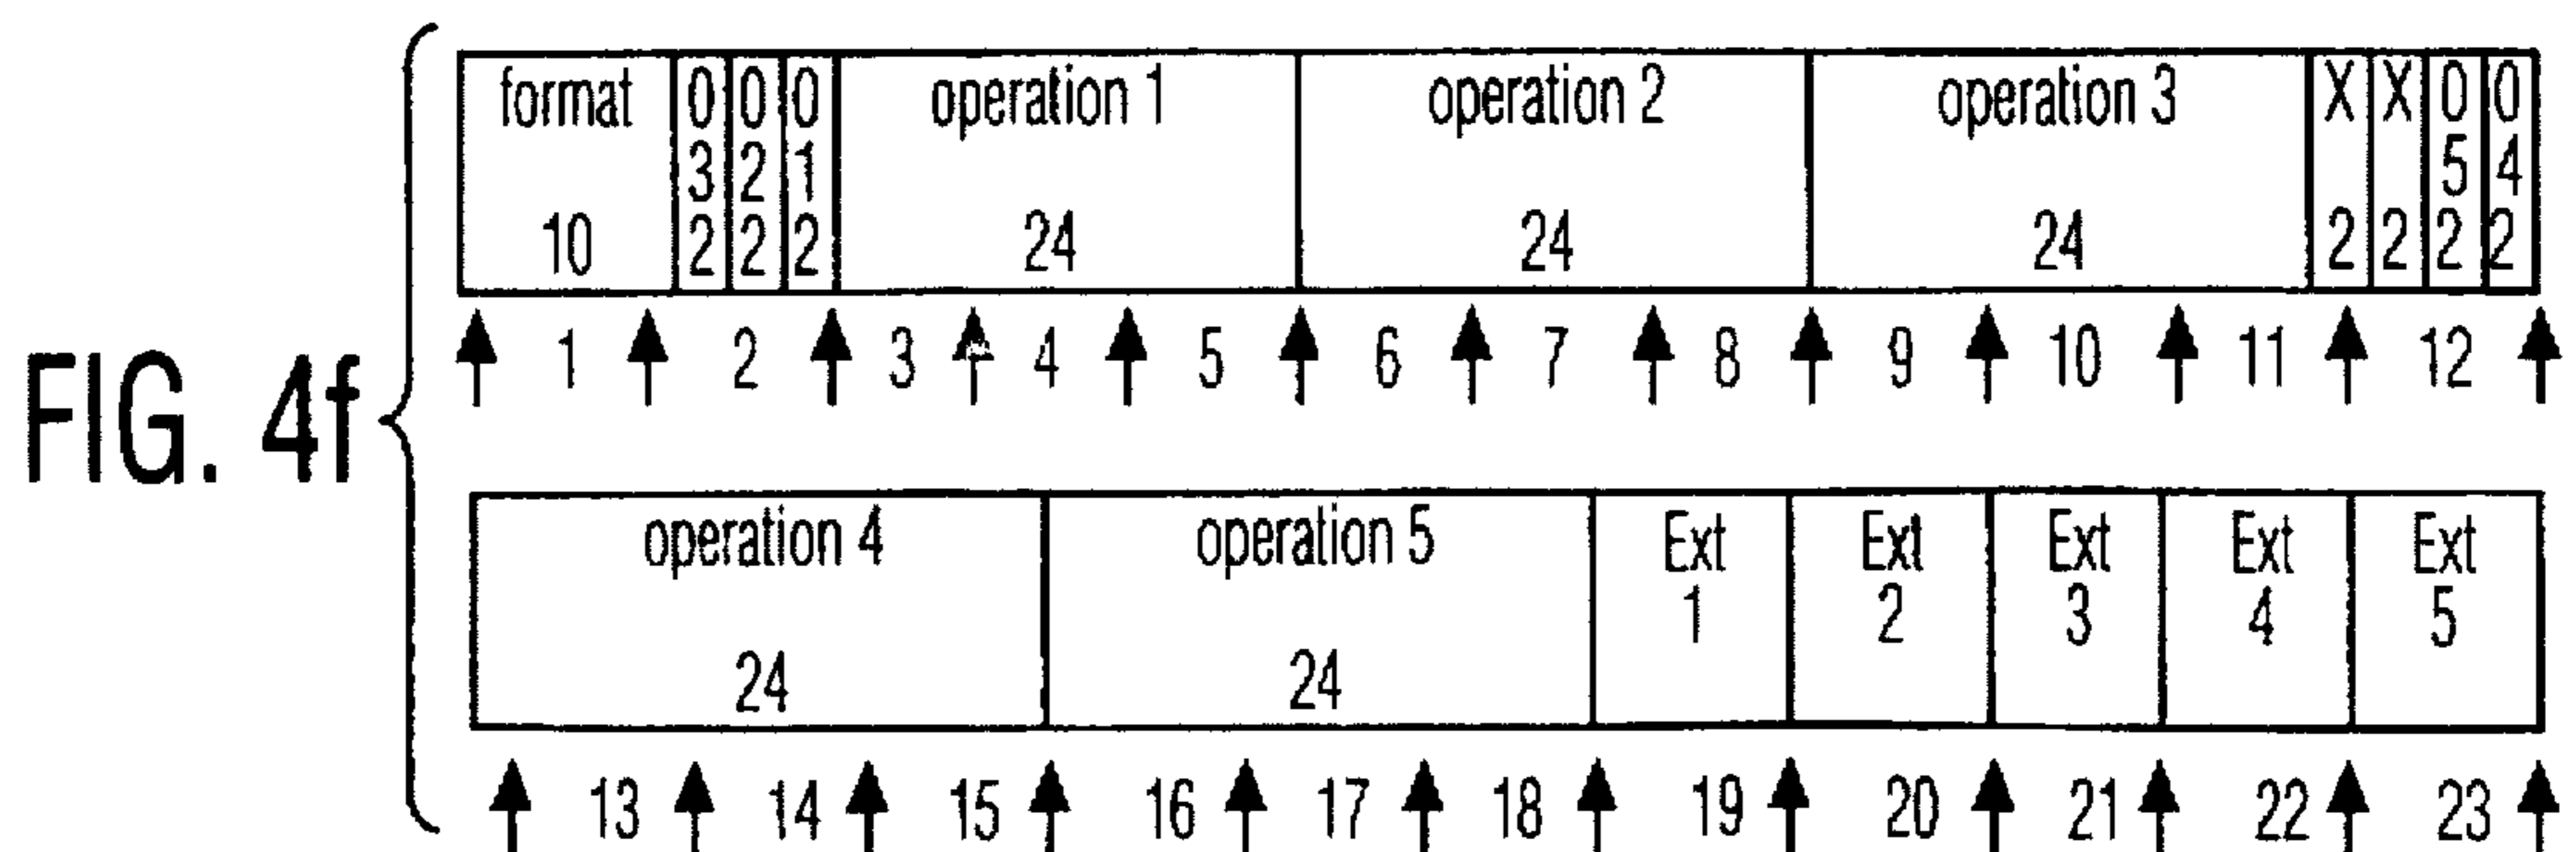 FIG. 4f
format 0 0 0 operation 1 operation 2 operation 3 X X 0 0
3 2 1 5 4
10 2 2 2 24 24 24 2 2 2 2
1 2 3 4 5 6 7 8 9 10 11 12
operation 4 operation 5 Ext Ext Ext Ext Ext
1 2 3 4 5
24 24
13 14 15 16 17 18 19 20 21 22 23